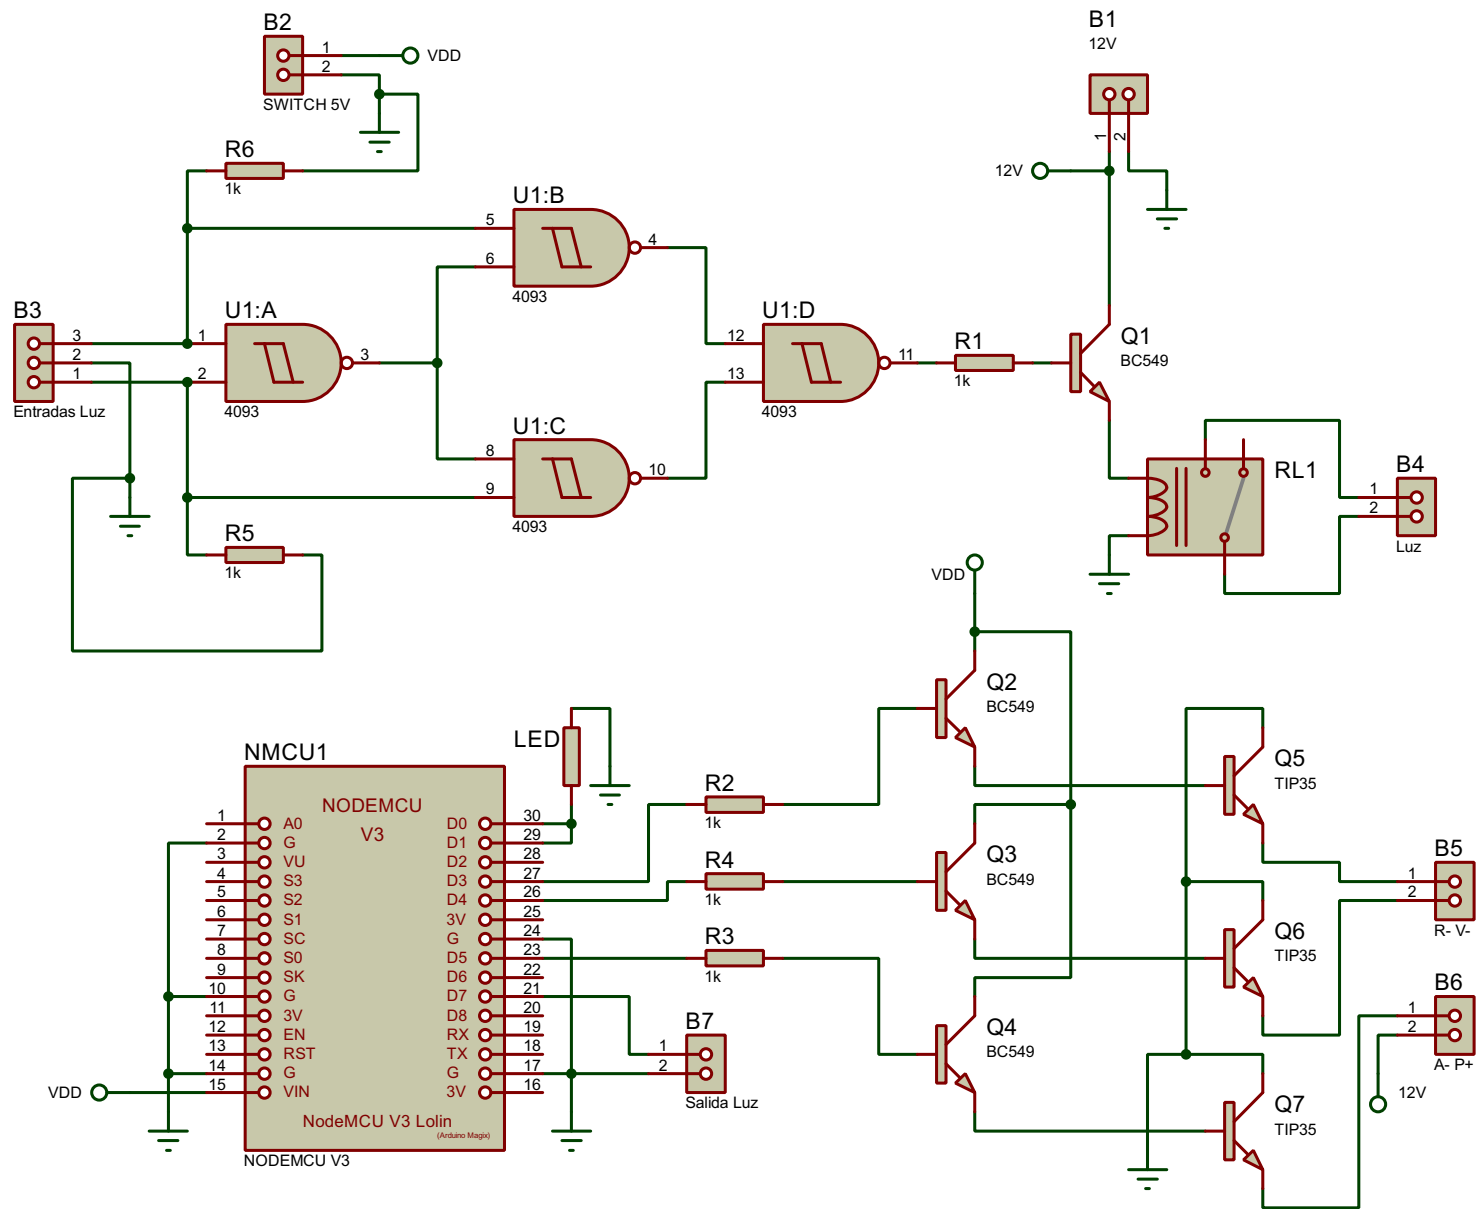 B2
1
2
VDD
SWITCH 5V
B1
12V
1
2
12V
R6
1k
U1:B
5
6
4
4093
B3
3
2
1
Entradas Luz
U1:A
1
2
3
4093
U1:D
12
13
11
4093
R1
1k
Q1
BC549
U1:C
8
9
10
4093
R5
1k
RL1
B4
1
2
Luz
VDD
Q2
BC549
Q5
TIP35
LED
NMCU1
NODEMCU
V3
1 A0 D0 30
2 G D1 29
3 VU D2 28
4 S3 D3 27
5 S2 D4 26
6 S1 3V 25
7 SC G 24
8 S0 D5 23
9 SK D6 22
10 G D7 21
11 3V D8 20
12 EN RX 19
13 RST TX 18
14 G G 17
15 VIN 3V 16
VDD
NodeMCU V3 Lolin
(Arduino Magix)
NODEMCU V3
R2
1k
R4
1k
R3
1k
Q3
BC549
Q6
TIP35
B5
1
2
R- V-
B6
1
2
A- P+
12V
B7
1
2
Salida Luz
Q4
BC549
Q7
TIP35